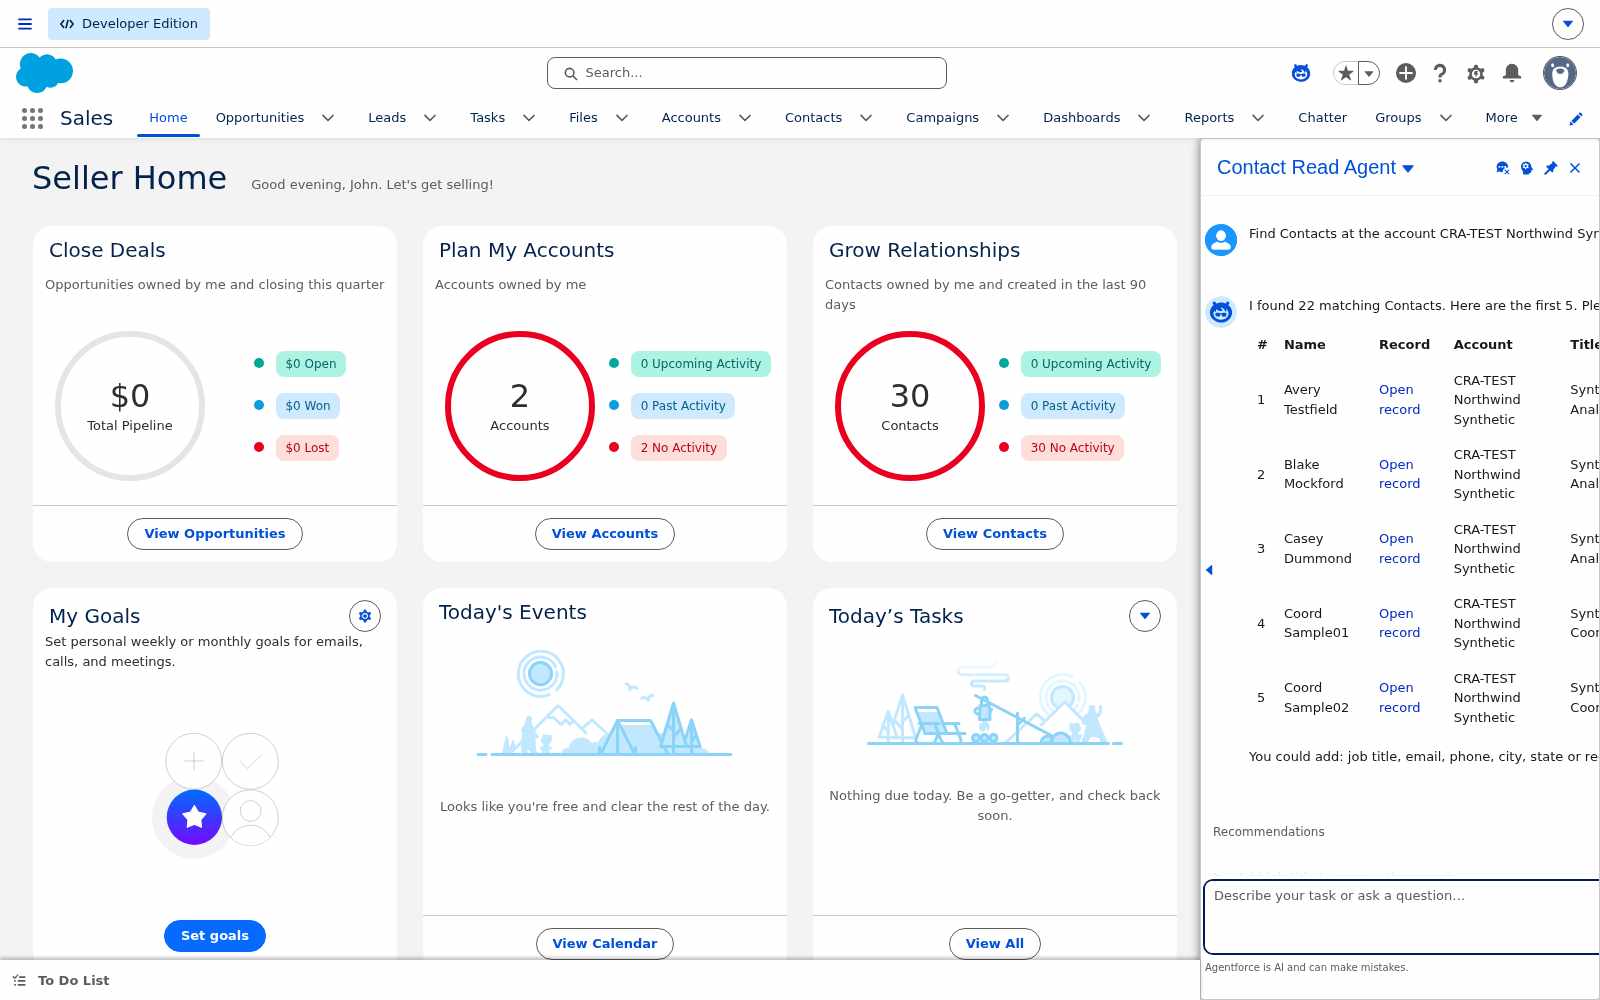 Developer Edition
Search...
Sales
Home
Opportunities
Leads
Tasks
Files
Accounts
Contacts
Campaigns
Dashboards
Reports
Chatter
Groups
More
Seller Home
Good evening, John. Let's get selling!
Close Deals
Opportunities owned by me and closing this quarter
$0
Total Pipeline
$0 Open
$0 Won
$0 Lost
View Opportunities
Plan My Accounts
Accounts owned by me
2
Accounts
0 Upcoming Activity
0 Past Activity
2 No Activity
View Accounts
Grow Relationships
Contacts owned by me and created in the last 90
days
30
Contacts
0 Upcoming Activity
0 Past Activity
30 No Activity
View Contacts
My Goals
Set personal weekly or monthly goals for emails,
calls, and meetings.
Set goals
Today's Events
Looks like you're free and clear the rest of the day.
View Calendar
Today’s Tasks
Nothing due today. Be a go-getter, and check back
soon.
View All
To Do List
Contact Read Agent
Find Contacts at the account CRA-TEST Northwind Syn
I found 22 matching Contacts. Here are the first 5. Ple
# Name Record Account Title
1 Avery Testfield Open record CRA-TEST Northwind Synthetic Synt Anal
2 Blake Mockford Open record CRA-TEST Northwind Synthetic Synt Anal
3 Casey Dummond Open record CRA-TEST Northwind Synthetic Synt Anal
4 Coord Sample01 Open record CRA-TEST Northwind Synthetic Synt Coor
5 Coord Sample02 Open record CRA-TEST Northwind Synthetic Synt Coor
You could add: job title, email, phone, city, state or re
Recommendations
Describe your task or ask a question...
Agentforce is AI and can make mistakes.